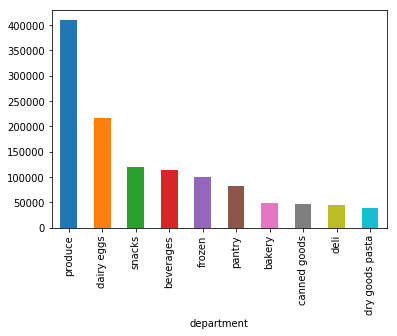 400000
350000
300000
250000
200000
150000
100000
50000
0
produce
dairy eggs
snacks
beverages
frozen
pantry
bakery
canned goods
deli
dry goods pasta
department